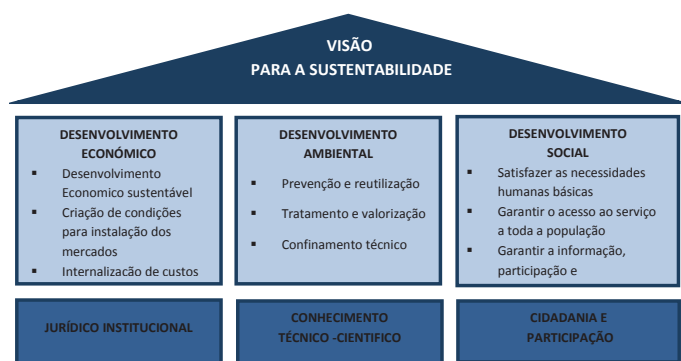 VISÃO
PARA A SUSTENTABILIDADE
DESENVOLVIMENTO
ECONÓMICO
▪ Desenvolvimento
Economico sustentável
▪ Criação de condições
para instalação dos
mercados
▪ Internalização de custos
DESENVOLVIMENTO
AMBIENTAL
▪ Prevenção e reutilização
▪ Tratamento e valorização
▪ Confinamento técnico
DESENVOLVIMENTO
SOCIAL
▪ Satisfazer as necessidades
humanas básicas
▪ Garantir o acesso ao serviço
a toda a população
▪ Garantir a informação,
participação e
JURÍDICO INSTITUCIONAL
CONHECIMENTO
TÉCNICO -CIENTIFICO
CIDADANIA E
PARTICIPAÇÃO